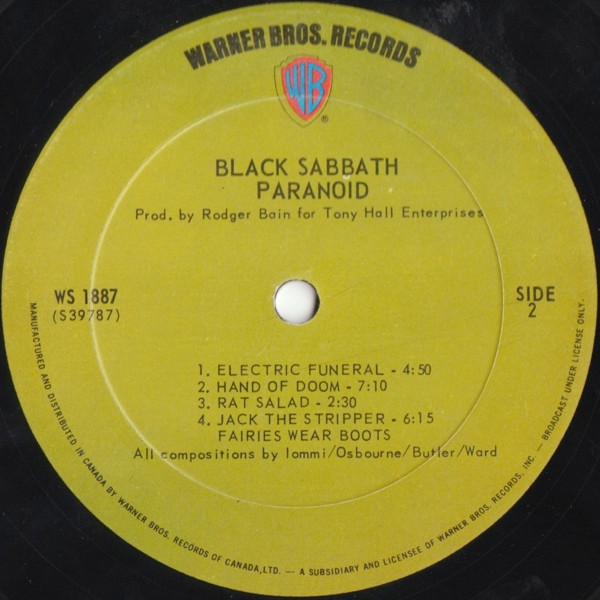 WARNER BROS. RECORDS
WB
®
BLACK SABBATH
PARANOID
Prod. by Rodger Bain for Tony Hall Enterprises
WS 1887
(S39787)
SIDE
2
1. ELECTRIC FUNERAL - 4:50
2. HAND OF DOOM - 7:10
3. RAT SALAD - 2:30
4. JACK THE STRIPPER - 6:15
FAIRIES WEAR BOOTS
All compositions by Iommi/Osbourne/Butler/Ward
MANUFACTURED AND DISTRIBUTED IN CANADA BY WARNER BROS. RECORDS OF CANADA, LTD. — A SUBSIDIARY AND LICENSEE OF WARNER BROS. RECORDS, INC. — BROADCAST UNDER LICENSE ONLY.